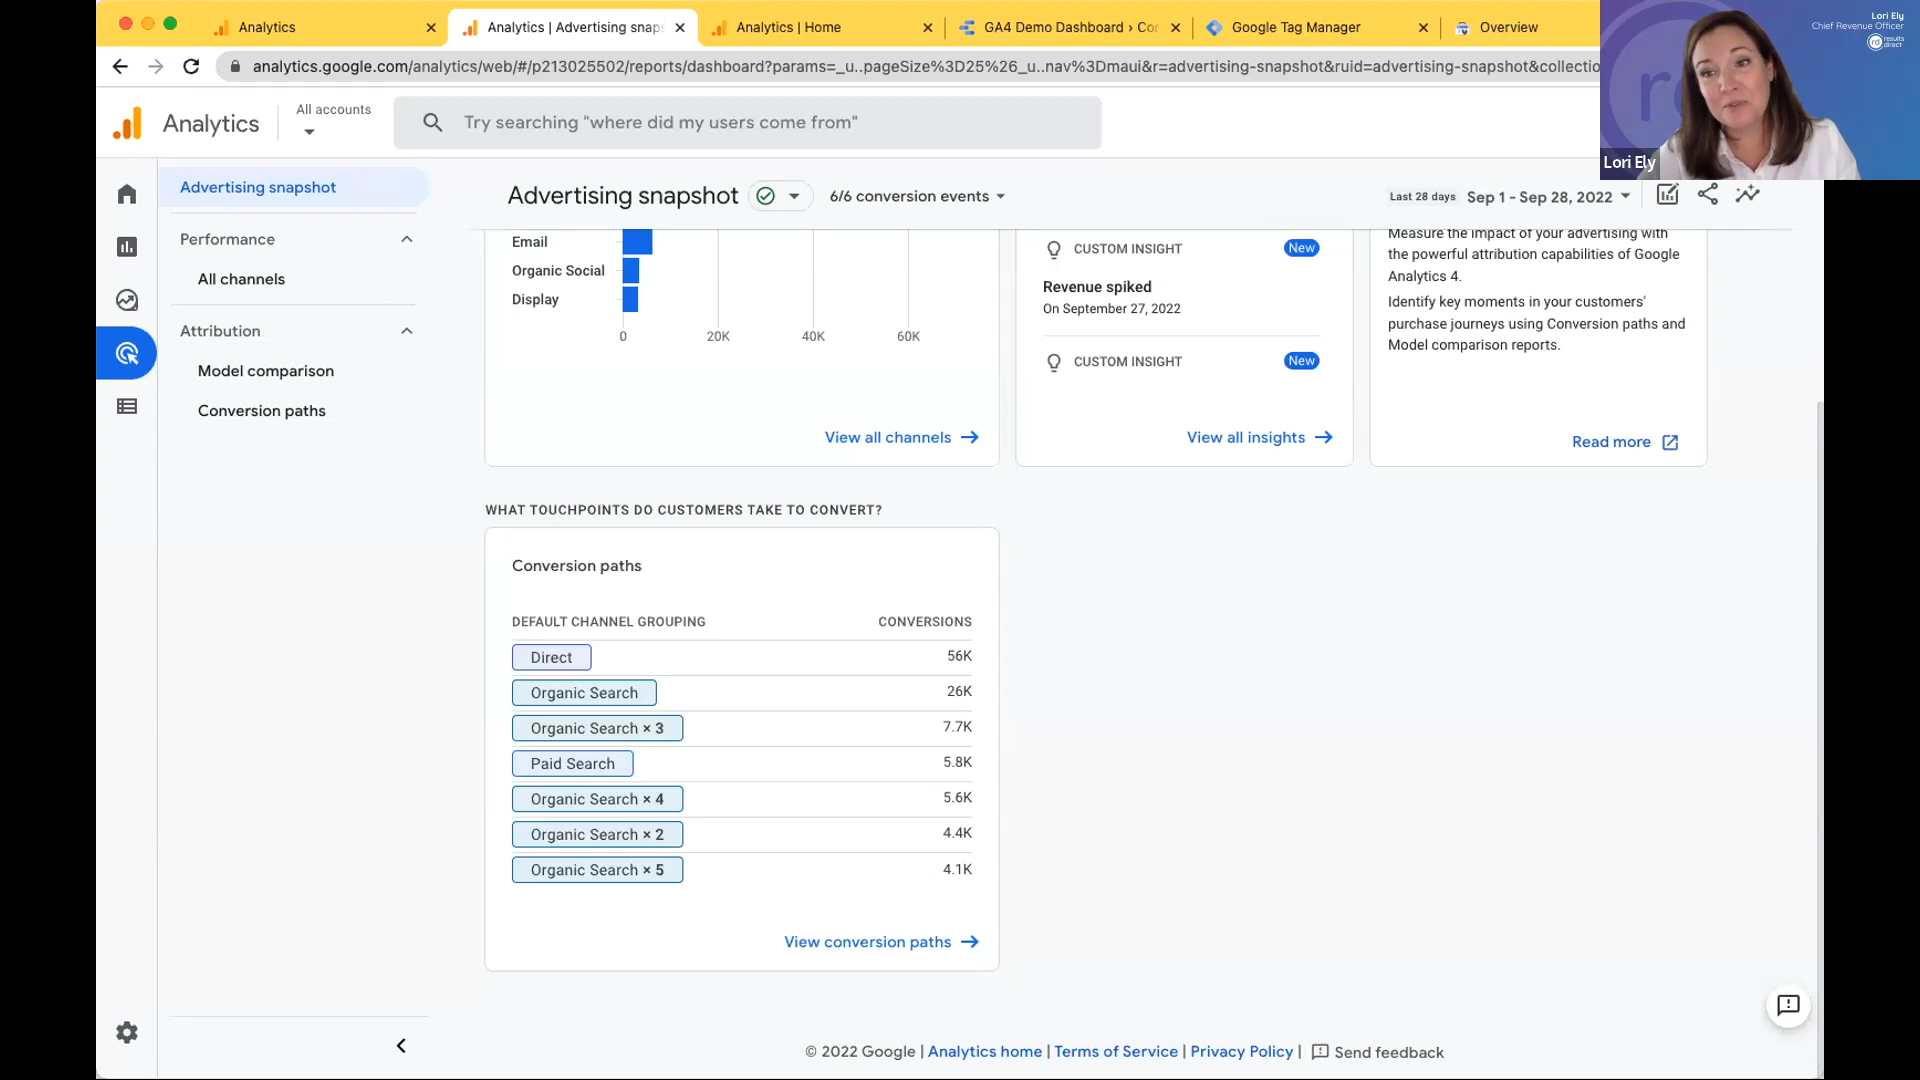 Analytics
Analytics | Advertising snaps
Analytics | Home
GA4 Demo Dashboard › Cor
Google Tag Manager
Overview
analytics.google.com/analytics/web/#/p213025502/reports/dashboard?params=_u..pageSize%3D25%26_u..nav%3Dmaui&r=advertising-snapshot&ruid=advertising-snapshot&collectio
Lori Ely
Chief Revenue Officer
rd results direct
Lori Ely
Analytics
All accounts
Try searching "where did my users come from"
Advertising snapshot
Performance
All channels
Attribution
Model comparison
Conversion paths
Advertising snapshot
6/6 conversion events
Last 28 days Sep 1 - Sep 28, 2022
Email
Organic Social
Display
0 20K 40K 60K
View all channels
CUSTOM INSIGHT New
Revenue spiked
On September 27, 2022
CUSTOM INSIGHT New
View all insights
Measure the impact of your advertising with
the powerful attribution capabilities of Google
Analytics 4.
Identify key moments in your customers'
purchase journeys using Conversion paths and
Model comparison reports.
Read more
WHAT TOUCHPOINTS DO CUSTOMERS TAKE TO CONVERT?
Conversion paths
DEFAULT CHANNEL GROUPING CONVERSIONS
Direct 56K
Organic Search 26K
Organic Search × 3 7.7K
Paid Search 5.8K
Organic Search × 4 5.6K
Organic Search × 2 4.4K
Organic Search × 5 4.1K
View conversion paths
© 2022 Google | Analytics home | Terms of Service | Privacy Policy | Send feedback